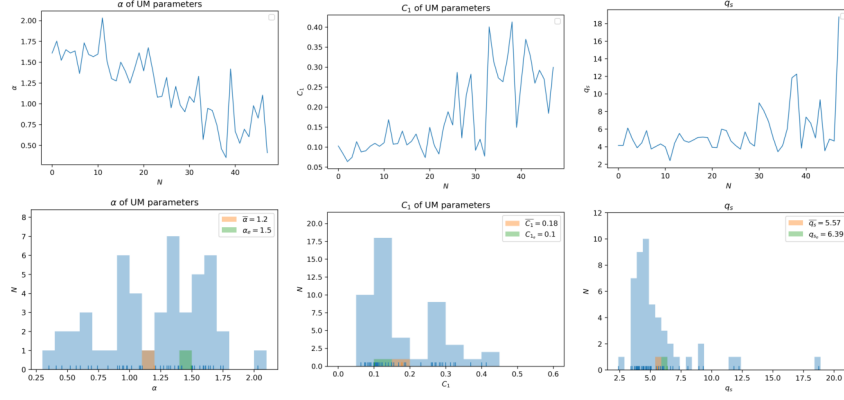 α of UM parameters
2.00
1.75
1.50
1.25
1.00
0.75
0.50
α
0 10 20 30 40
N
C₁ of UM parameters
0.40
0.35
0.30
0.25
0.20
0.15
0.10
0.05
C₁
0 10 20 30 40
N
qₛ
18
16
14
12
10
8
6
4
2
qₛ
0 10 20 30 40
N
α of UM parameters
8
7
6
5
4
3
2
1
0
N
ᾱ = 1.2
αₑ = 1.5
0.25 0.50 0.75 1.00 1.25 1.50 1.75 2.00
α
C₁ of UM parameters
20.0
17.5
15.0
12.5
10.0
7.5
5.0
2.5
0.0
N
C̅₁ = 0.18
C₁ₑ = 0.1
0.0 0.1 0.2 0.3 0.4 0.5 0.6
C₁
qₛ
12
10
8
6
4
2
0
N
q̅ₛ = 5.57
qₛₑ = 6.39
2.5 5.0 7.5 10.0 12.5 15.0 17.5 20.0
qₛ